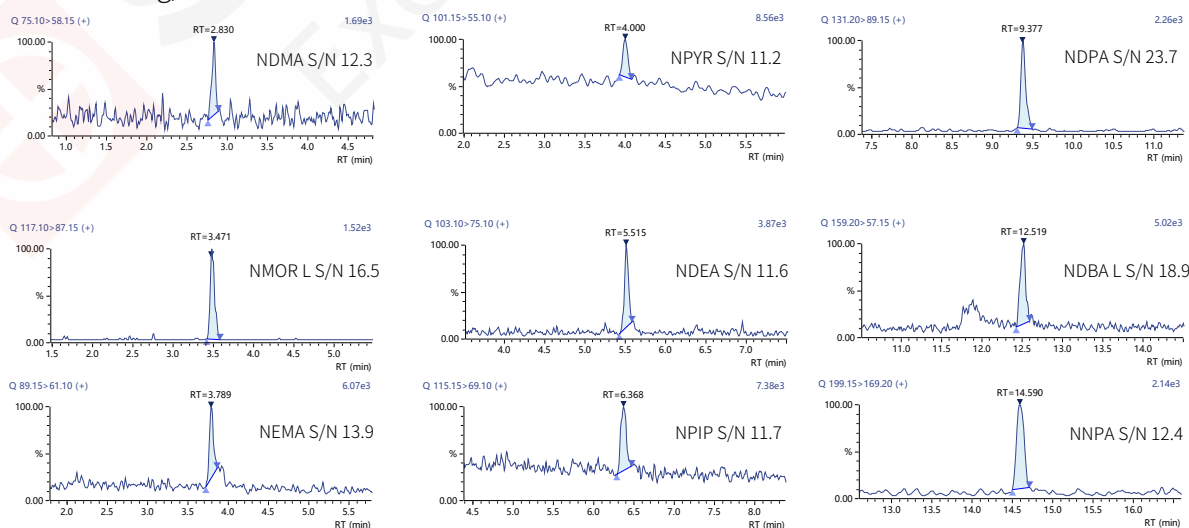 Q 75.10>58.15 (+) 1.69e3
RT=2.830
100.00
NDMA S/N 12.3
%
0.00
1.0 1.5 2.0 2.5 3.0 3.5 4.0 4.5
RT (min)
Q 101.15>55.10 (+) 8.56e3
RT=4.000
100.00
NPYR S/N 11.2
%
0.00
2.0 2.5 3.0 3.5 4.0 4.5 5.0 5.5
RT (min)
Q 131.20>89.15 (+) 2.26e3
RT=9.377
100.00
NDPA S/N 23.7
%
0.00
7.5 8.0 8.5 9.0 9.5 10.0 10.5 11.0
RT (min)
Q 117.10>87.15 (+) 1.52e3
RT=3.471
100.00
NMOR L S/N 16.5
%
0.00
1.5 2.0 2.5 3.0 3.5 4.0 4.5 5.0
RT (min)
Q 103.10>75.10 (+) 3.87e3
RT=5.515
100.00
NDEA S/N 11.6
%
0.00
4.0 4.5 5.0 5.5 6.0 6.5 7.0
RT (min)
Q 159.20>57.15 (+) 5.02e3
RT=12.519
100.00
NDBA L S/N 18.9
%
0.00
11.0 11.5 12.0 12.5 13.0 13.5 14.0
RT (min)
Q 89.15>61.10 (+) 6.07e3
RT=3.789
100.00
NEMA S/N 13.9
%
0.00
2.0 2.5 3.0 3.5 4.0 4.5 5.0 5.5
RT (min)
Q 115.15>69.10 (+) 7.38e3
RT=6.368
100.00
NPIP S/N 11.7
%
0.00
4.5 5.0 5.5 6.0 6.5 7.0 7.5 8.0
RT (min)
Q 199.15>169.20 (+) 2.14e3
RT=14.590
100.00
NNPA S/N 12.4
%
0.00
13.0 13.5 14.0 14.5 15.0 15.5 16.0
RT (min)